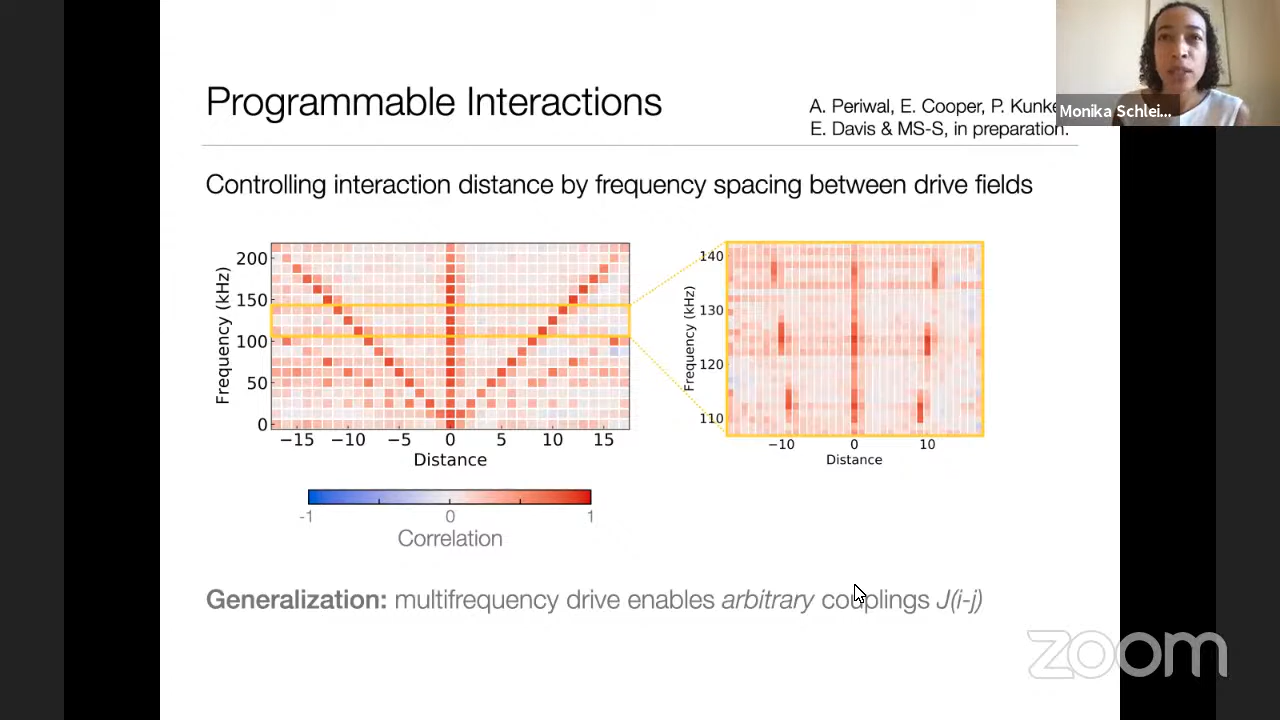 Programmable Interactions
A. Periwal, E. Cooper, P. Kunke
E. Davis & MS-S, in preparation.
Monika Schlei...
Controlling interaction distance by frequency spacing between drive fields
Frequency (kHz)
200
150
100
50
0
−15 −10 −5 0 5 10 15
Distance
Frequency (kHz)
140
130
120
110
−10 0 10
Distance
-1 0 1
Correlation
Generalization: multifrequency drive enables arbitrary couplings J(i-j)
zoom